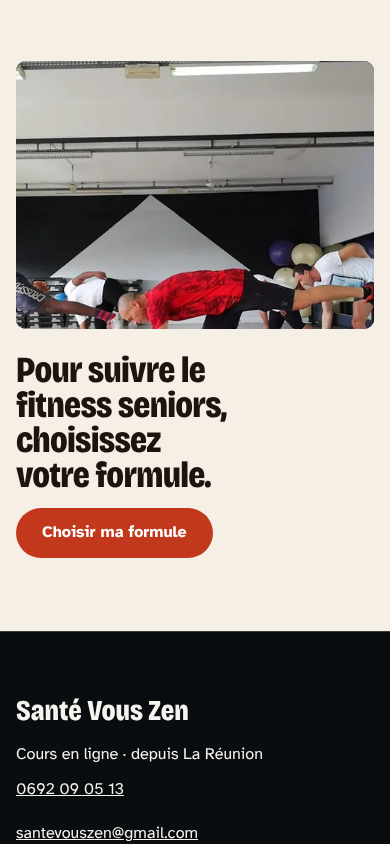 Pour suivre le
fitness seniors,
choisissez
votre formule.
Choisir ma formule
Santé Vous Zen
Cours en ligne · depuis La Réunion
0692 09 05 13
santevouszen@gmail.com